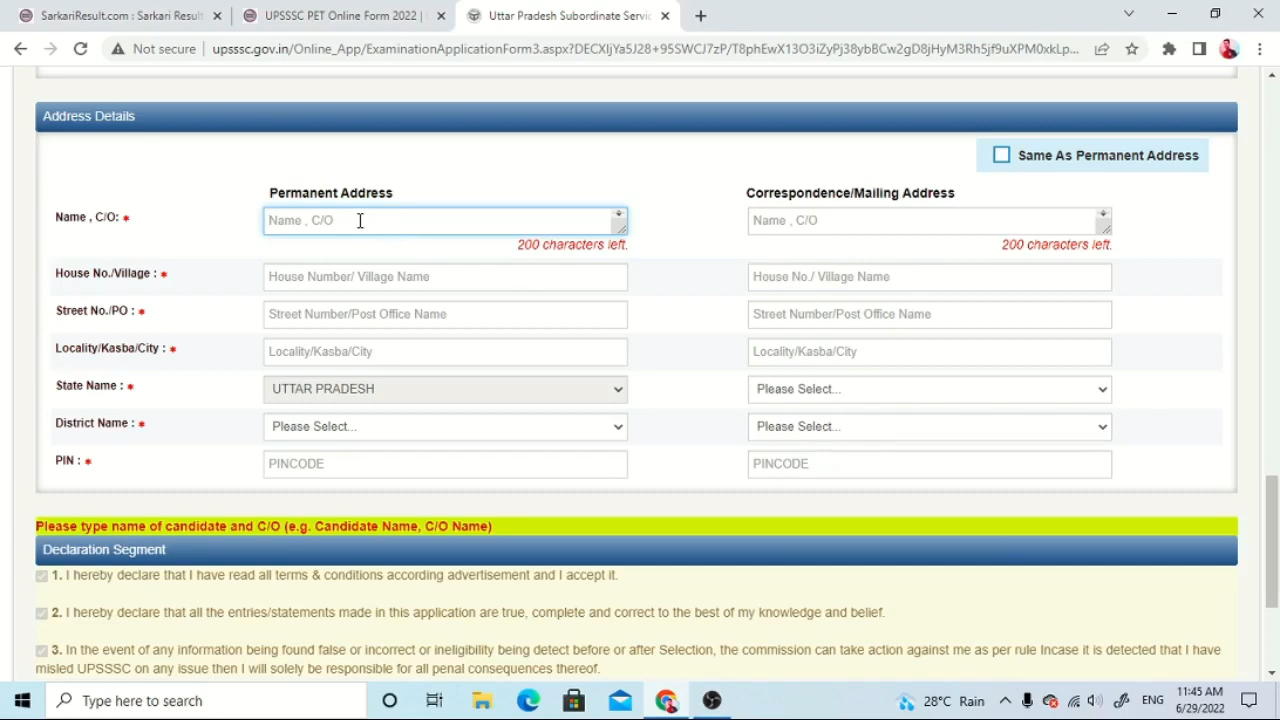 SarkariResult.com : Sarkari Result
UPSSSC PET Online Form 2022 |
Uttar Pradesh Subordinate Servic
Not secure
upsssc.gov.in/Online_App/ExaminationApplicationForm3.aspx?DECXIjYa5J28+95SWCJ7zP/T8phEwX13O3iZyPj38ybBCw2gD8jHyM3Rh5jf9uXPM0xkLp...
Address Details
Same As Permanent Address
Permanent Address
Correspondence/Mailing Address
Name , C/O: *
Name , C/O
Name , C/O
200 characters left.
200 characters left.
House No./Village : *
House Number/ Village Name
House No./ Village Name
Street No./PO : *
Street Number/Post Office Name
Street Number/Post Office Name
Locality/Kasba/City : *
Locality/Kasba/City
Locality/Kasba/City
State Name : *
UTTAR PRADESH
Please Select...
District Name : *
Please Select...
Please Select...
PIN : *
PINCODE
PINCODE
Please type name of candidate and C/O (e.g. Candidate Name, C/O Name)
Declaration Segment
1. I hereby declare that I have read all terms & conditions according advertisement and I accept it.
2. I hereby declare that all the entries/statements made in this application are true, complete and correct to the best of my knowledge and belief.
3. In the event of any information being found false or incorrect or ineligibility being detect before or after Selection, the commission can take action against me as per rule Incase it is detected that I have
misled UPSSSC on any issue then I will solely be responsible for all penal consequences thereof.
Type here to search
28°C Rain
ENG
11:45 AM
6/29/2022